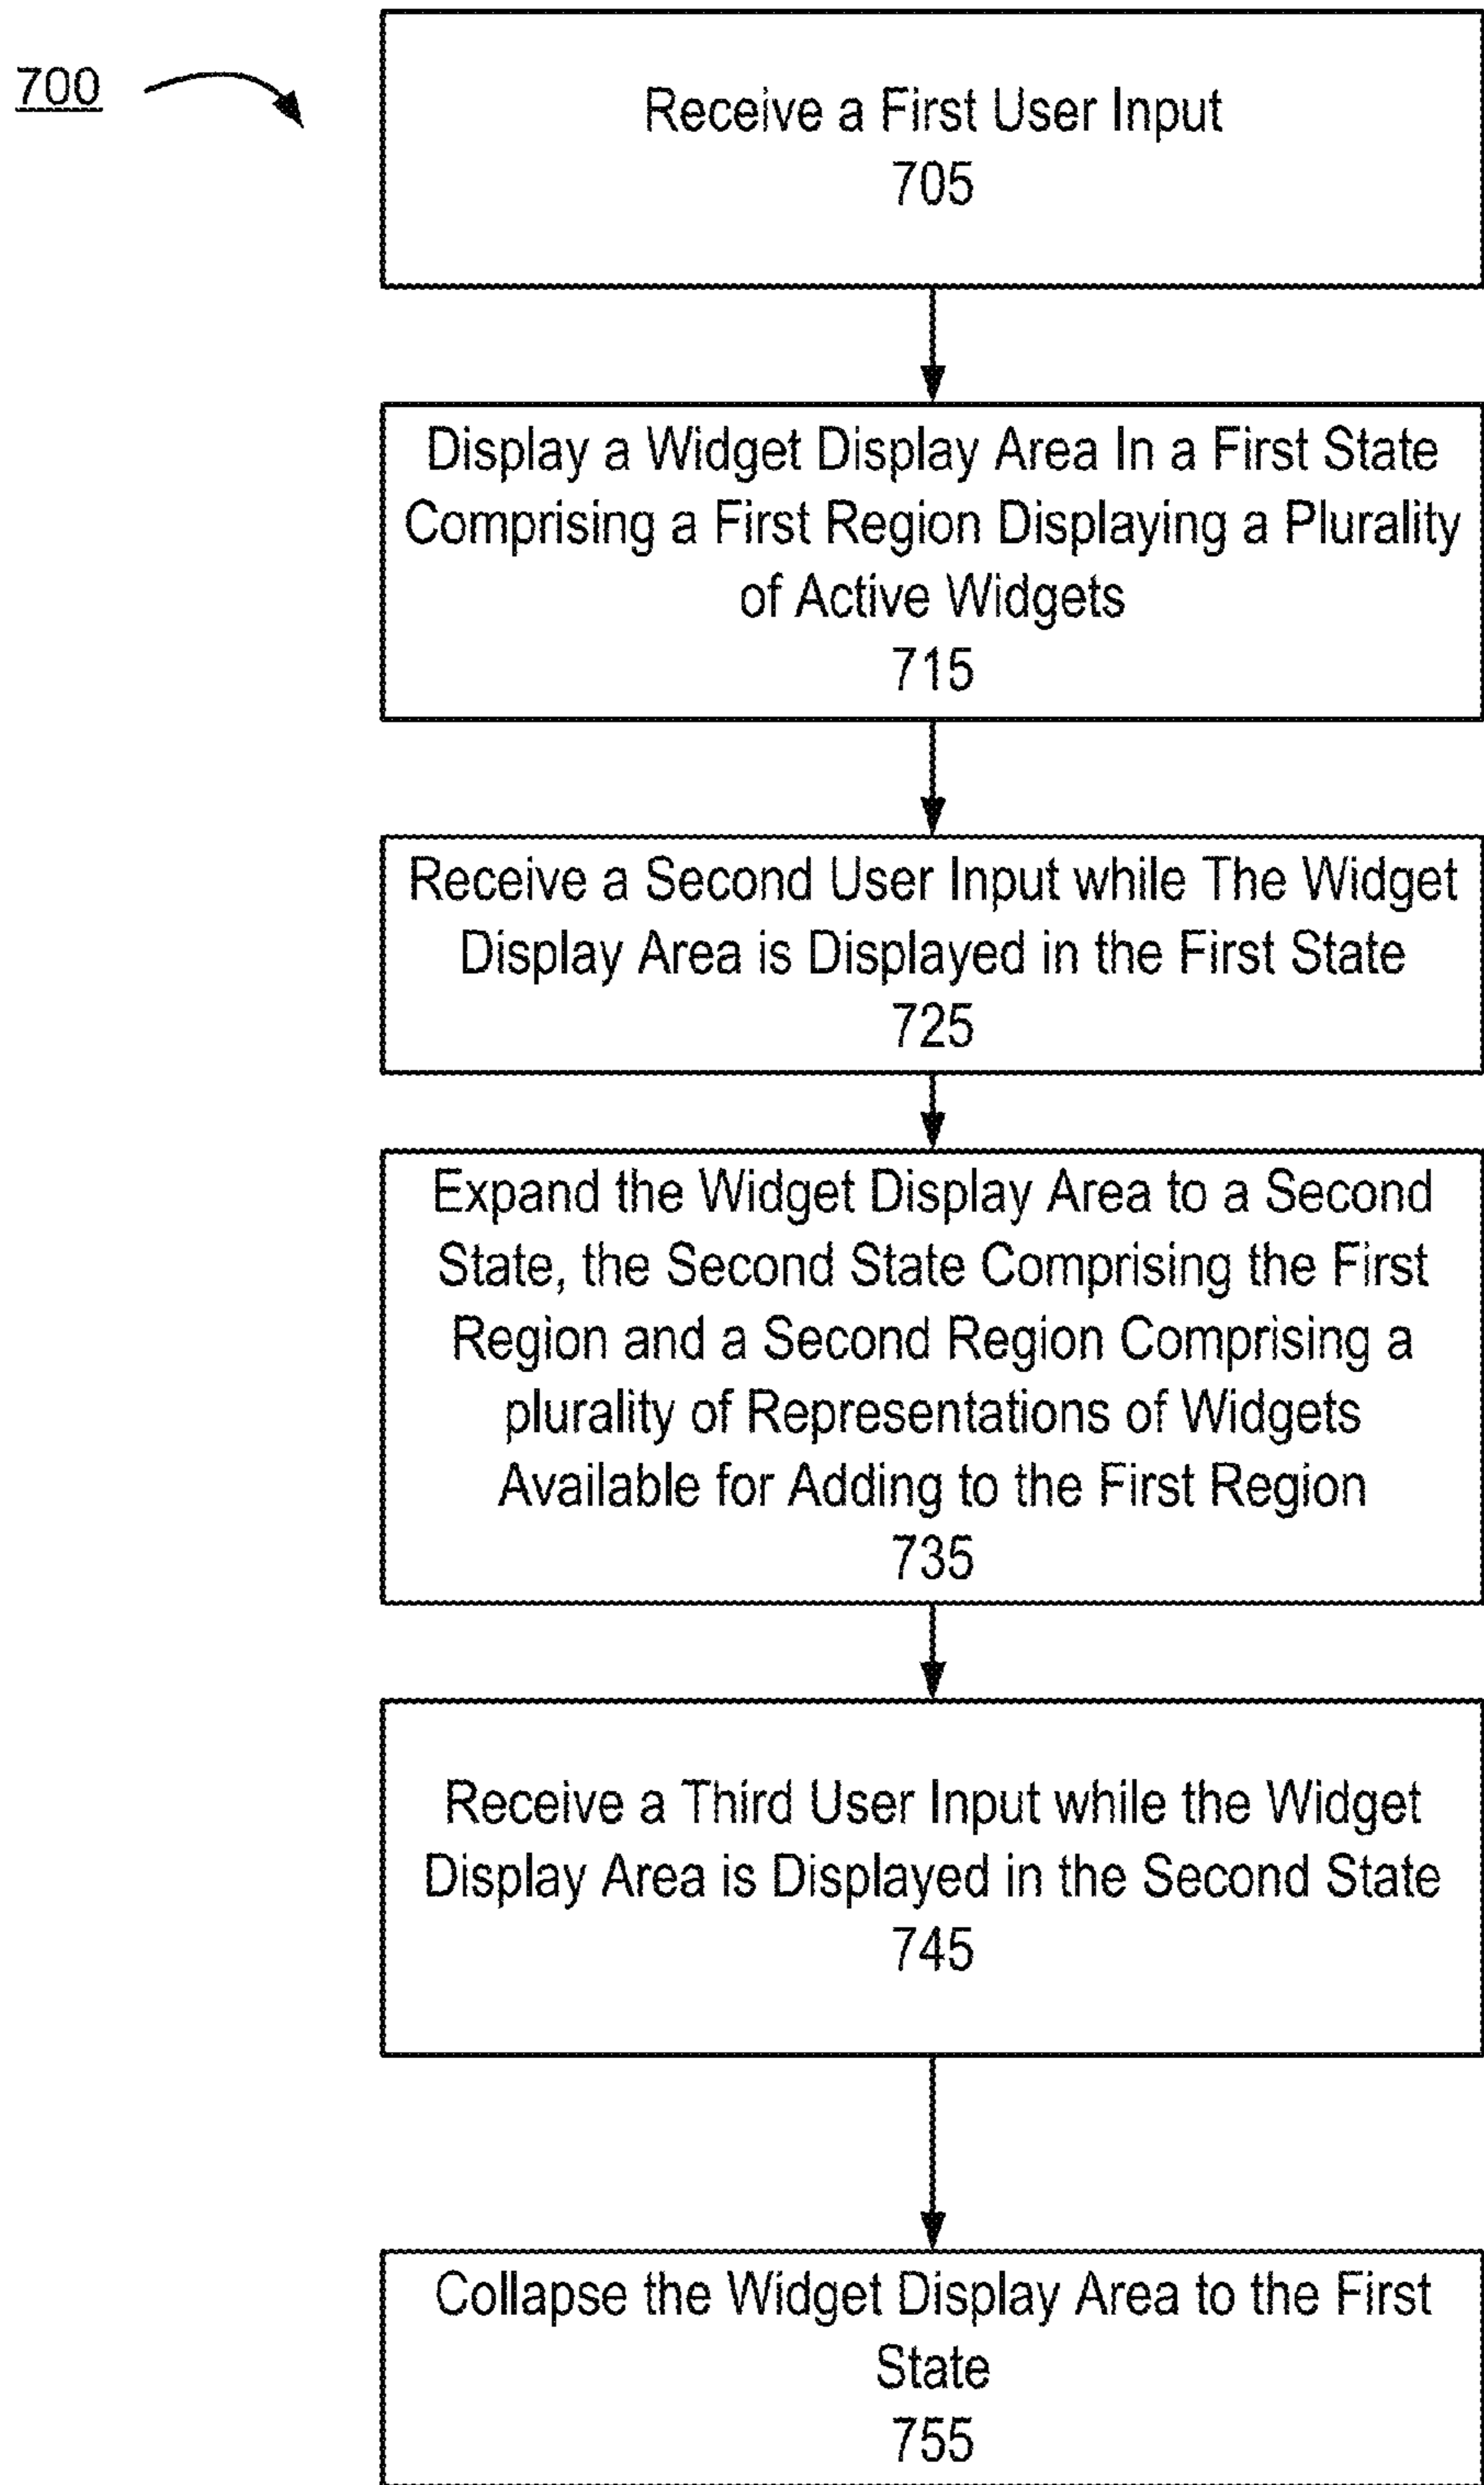 700
Receive a First User Input
705
Display a Widget Display Area In a First State
Comprising a First Region Displaying a Plurality
of Active Widgets
715
Receive a Second User Input while The Widget
Display Area is Displayed in the First State
725
Expand the Widget Display Area to a Second
State, the Second State Comprising the First
Region and a Second Region Comprising a
plurality of Representations of Widgets
Available for Adding to the First Region
735
Receive a Third User Input while the Widget
Display Area is Displayed in the Second State
745
Collapse the Widget Display Area to the First
State
755